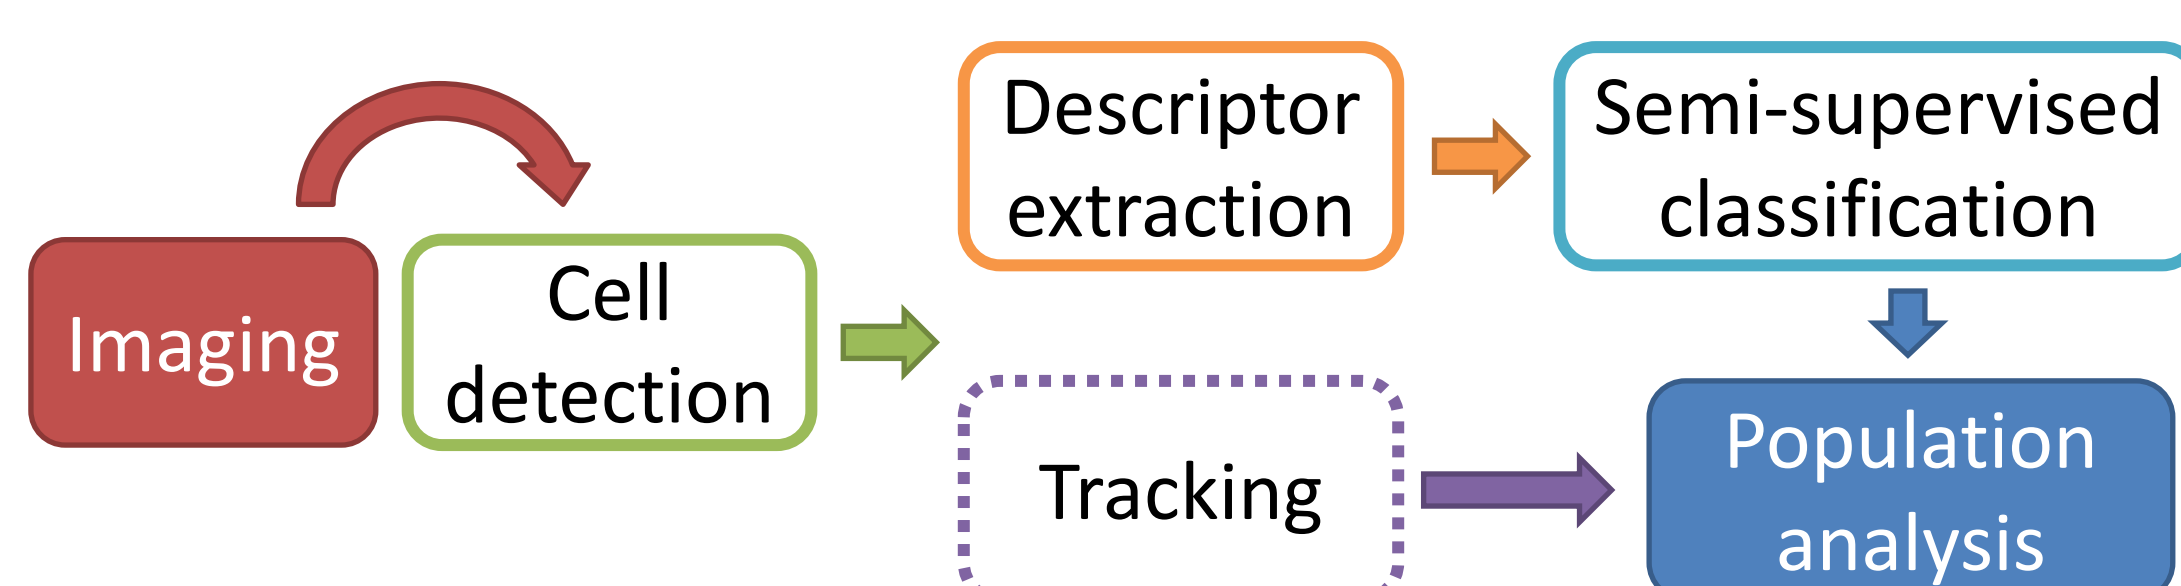 Imaging
Cell
detection
Descriptor
extraction
Semi-supervised
classification
Tracking
Population
analysis